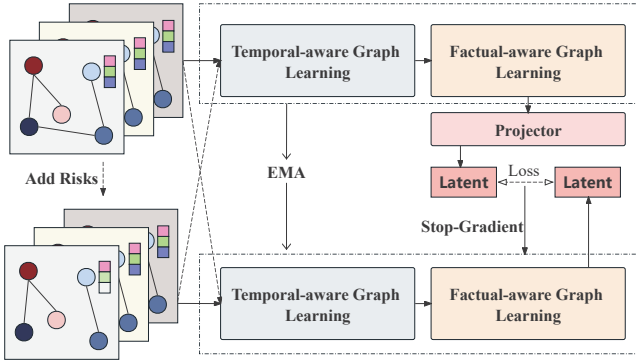 Temporal-aware Graph
Learning
Factual-aware Graph
Learning
Projector
EMA
Latent
Loss
Latent
Add Risks
Stop-Gradient
Temporal-aware Graph
Learning
Factual-aware Graph
Learning